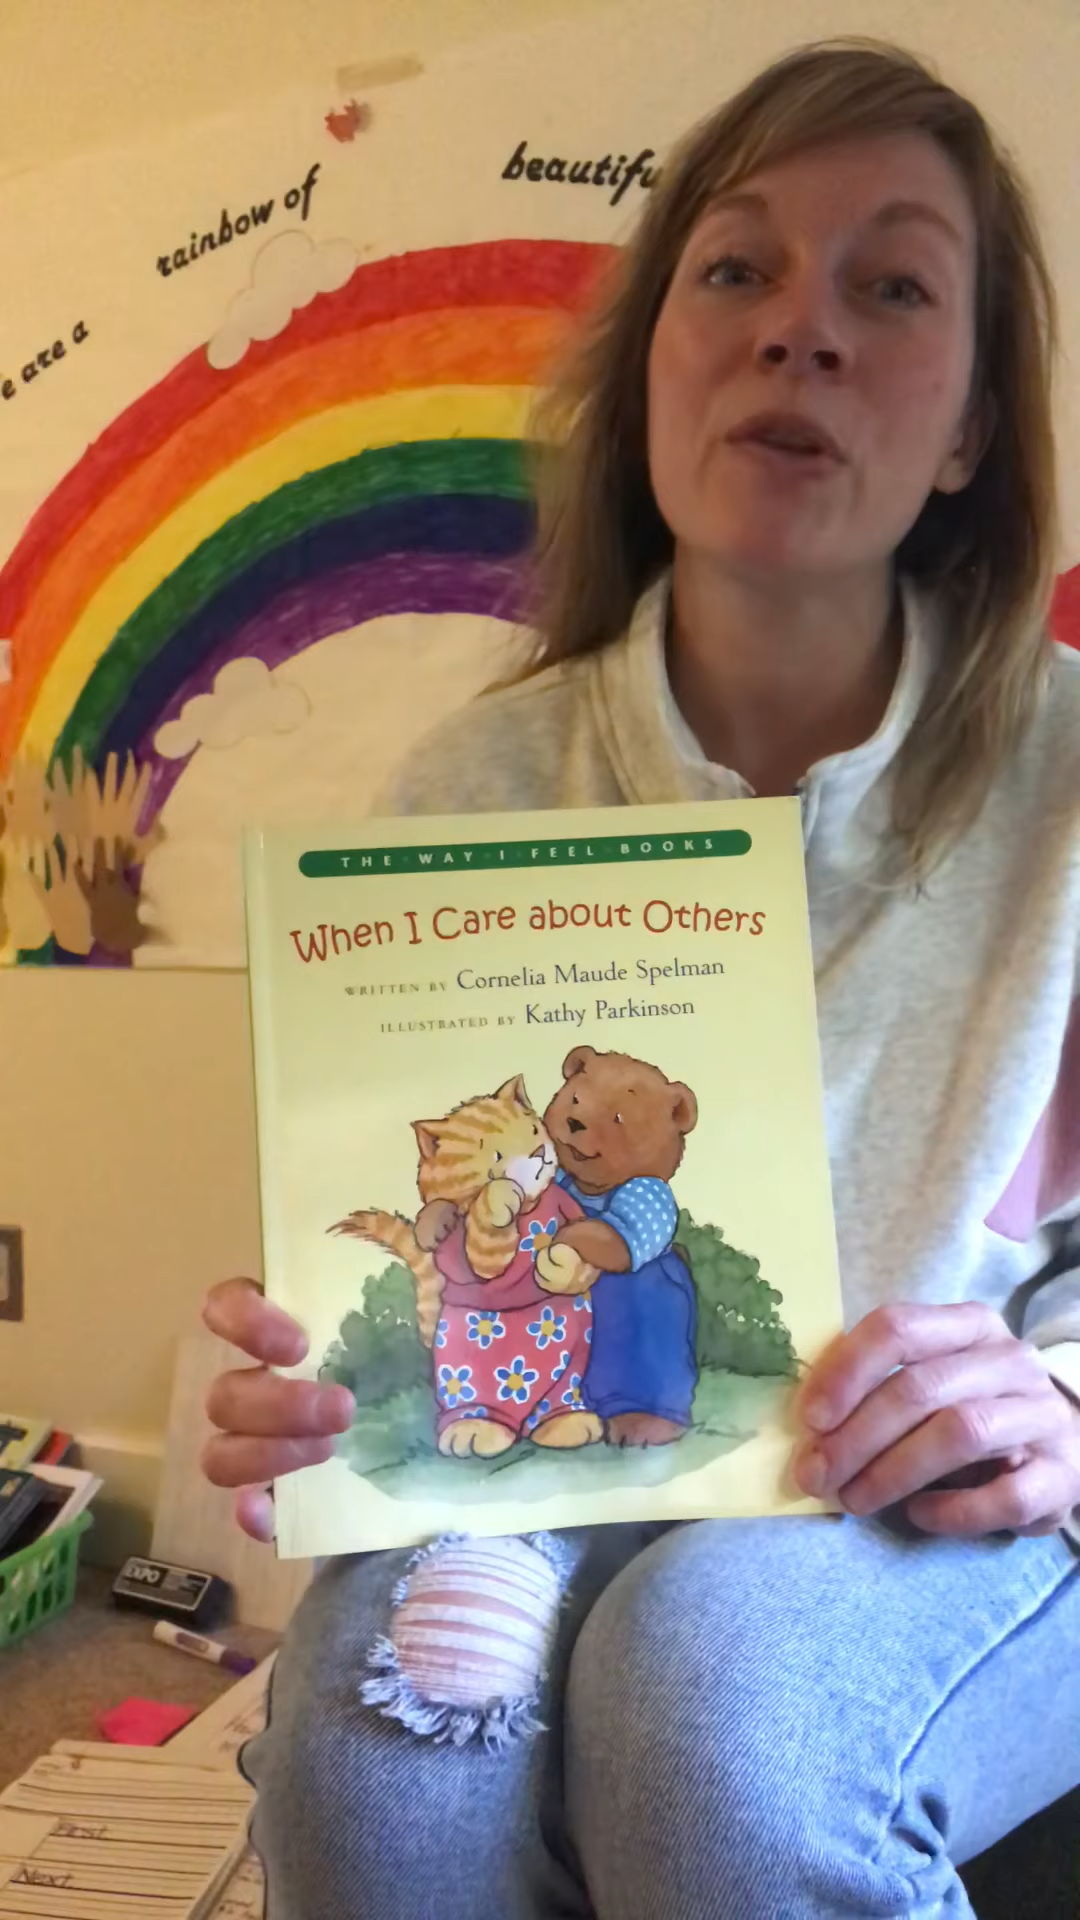 e are a
rainbow of
beautifu
THE WAY I FEEL BOOKS
When I Care about Others
WRITTEN BY Cornelia Maude Spelman
ILLUSTRATED BY Kathy Parkinson
EXPO
First
Next